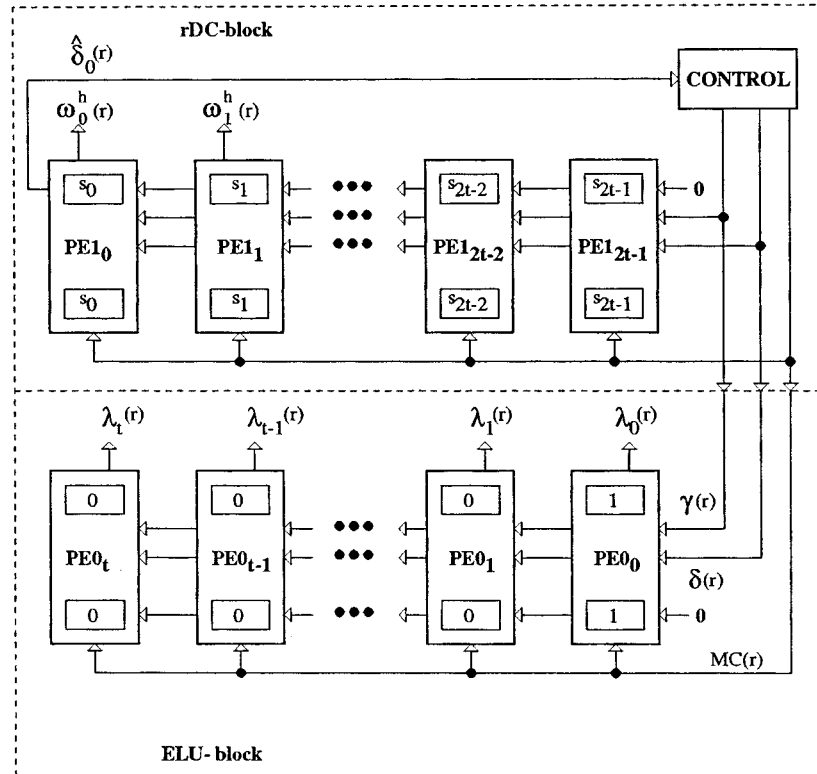 rDC-block
δ̂₀(r)
CONTROL
ω₀ʰ(r) ω₁ʰ(r)
s₀ s₁ ●●● s₂ₜ₋₂ s₂ₜ₋₁ 0
PE1₀ PE1₁ ●●● PE1₂ₜ₋₂ PE1₂ₜ₋₁
s₀ s₁ s₂ₜ₋₂ s₂ₜ₋₁
λₜ(r) λₜ₋₁(r) λ₁(r) λ₀(r)
0 0 0 1 γ(r)
PE0ₜ PE0ₜ₋₁ ●●● PE0₁ PE0₀
δ(r)
0 0 ●●● 0 1 0
MC(r)
ELU- block